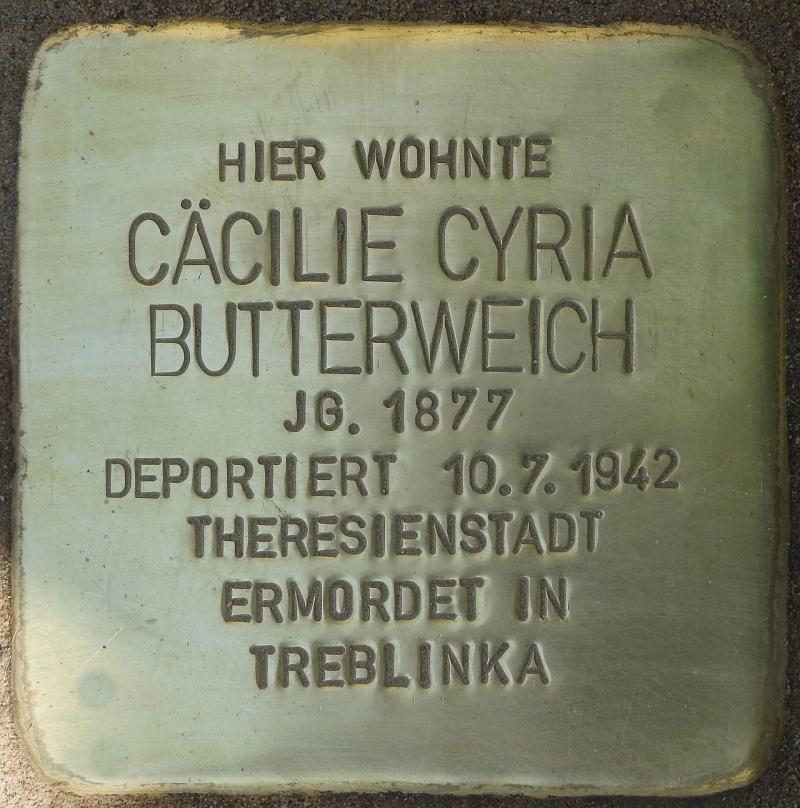 HIER WOHNTE
CÄCILIE CYRIA
BUTTERWEICH
JG. 1877
DEPORTIERT 10.7.1942
THERESIENSTADT
ERMORDET IN
TREBLINKA